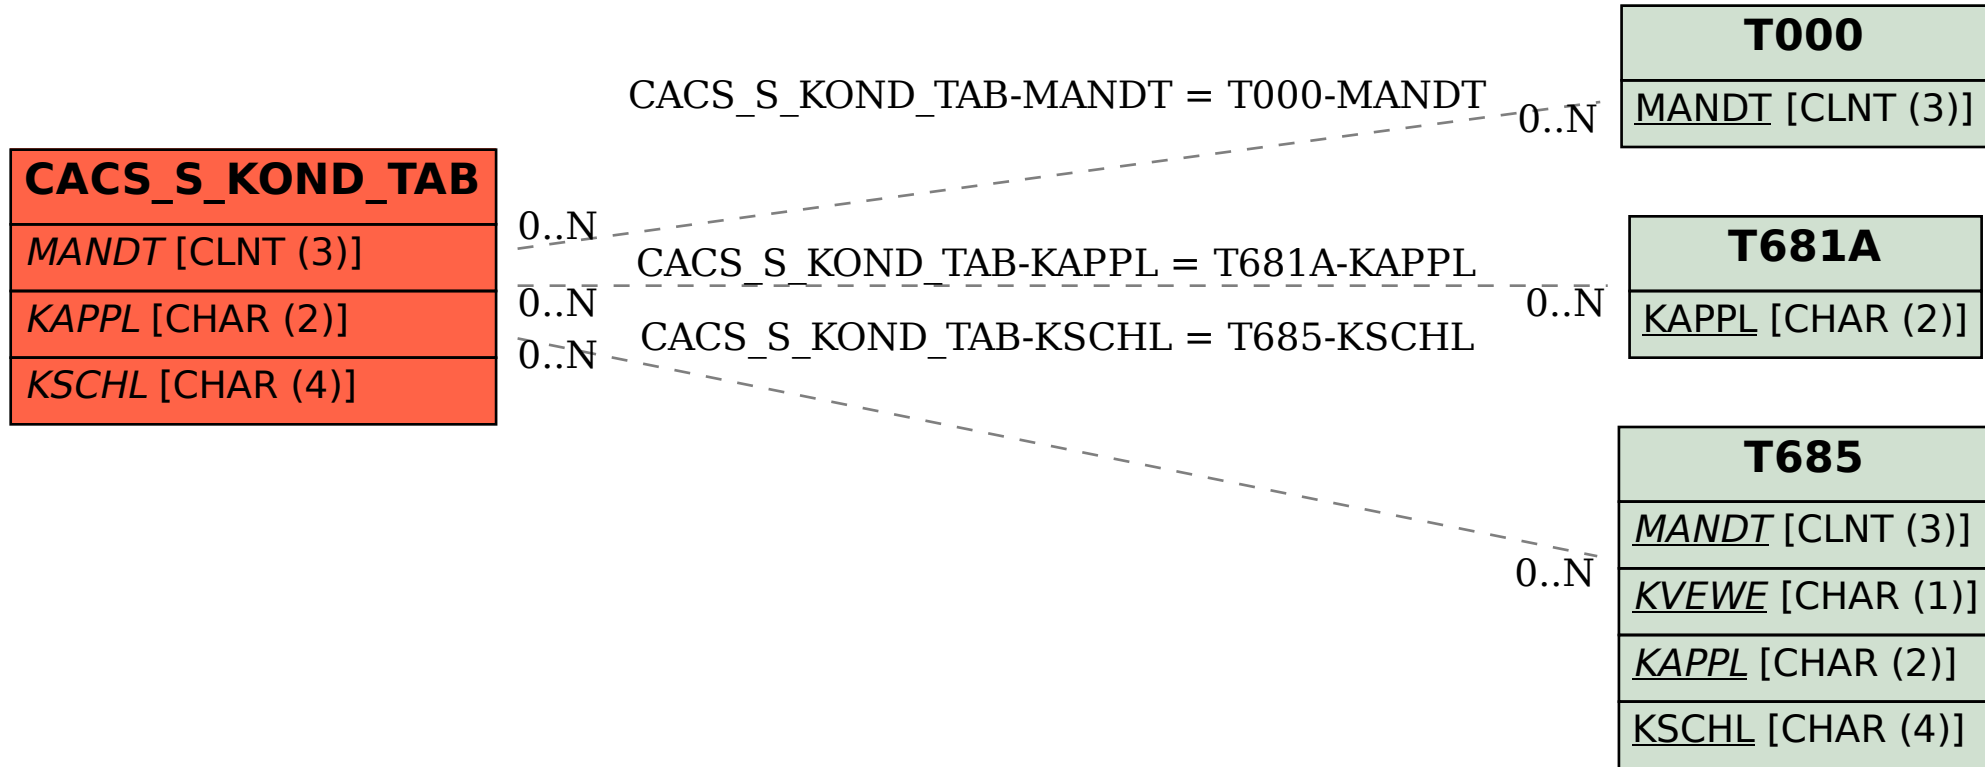 CACS_S_KOND_TAB
MANDT [CLNT (3)]
KAPPL [CHAR (2)]
KSCHL [CHAR (4)]
CACS_S_KOND_TAB-MANDT = T000-MANDT
0..N
0..N
CACS_S_KOND_TAB-KAPPL = T681A-KAPPL
0..N
0..N
CACS_S_KOND_TAB-KSCHL = T685-KSCHL
0..N
0..N
T000
MANDT [CLNT (3)]
T681A
KAPPL [CHAR (2)]
T685
MANDT [CLNT (3)]
KVEWE [CHAR (1)]
KAPPL [CHAR (2)]
KSCHL [CHAR (4)]